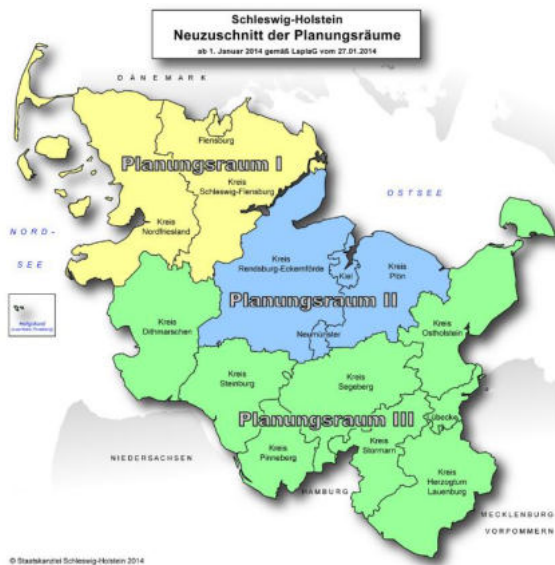 Schleswig-Holstein
Neuzuschnitt der Planungsräume
ab 1. Januar 2014 gemäß LaplaG vom 27.01.2014
DÄNEMARK
Flensburg
Planungsraum I
Kreis
Schleswig-Flensburg
OSTSEE
Kreis
Nordfriesland
NORD-
SEE
Kreis
Rendsburg-Eckernförde
Kiel
Kreis
Plön
Planungsraum II
Helgoland
Kreis
Dithmarschen
Neumünster
Kreis
Ostholstein
Kreis
Steinburg
Kreis
Segeberg
Planungsraum III
Lübeck
Kreis
Pinneberg
Kreis
Stormarn
NIEDERSACHSEN
Kreis
Herzogtum
Lauenburg
HAMBURG
MECKLENBURG
VORPOMMERN
© Staatskanzlei Schleswig-Holstein 2014